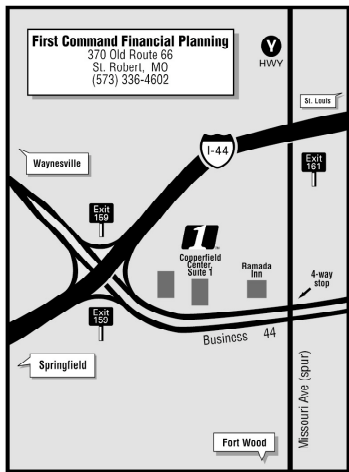 First Command Financial Planning
370 Old Route 66
St. Robert, MO
(573) 336-4602
Y
HWY
St. Louis
I-44
Waynesville
Exit
161
Exit
159
1
Copperfield
Center,
Suite 1
Ramada
Inn
4-way
stop
Exit
150
Business 44
Springfield
Missouri Ave (spur)
Fort Wood